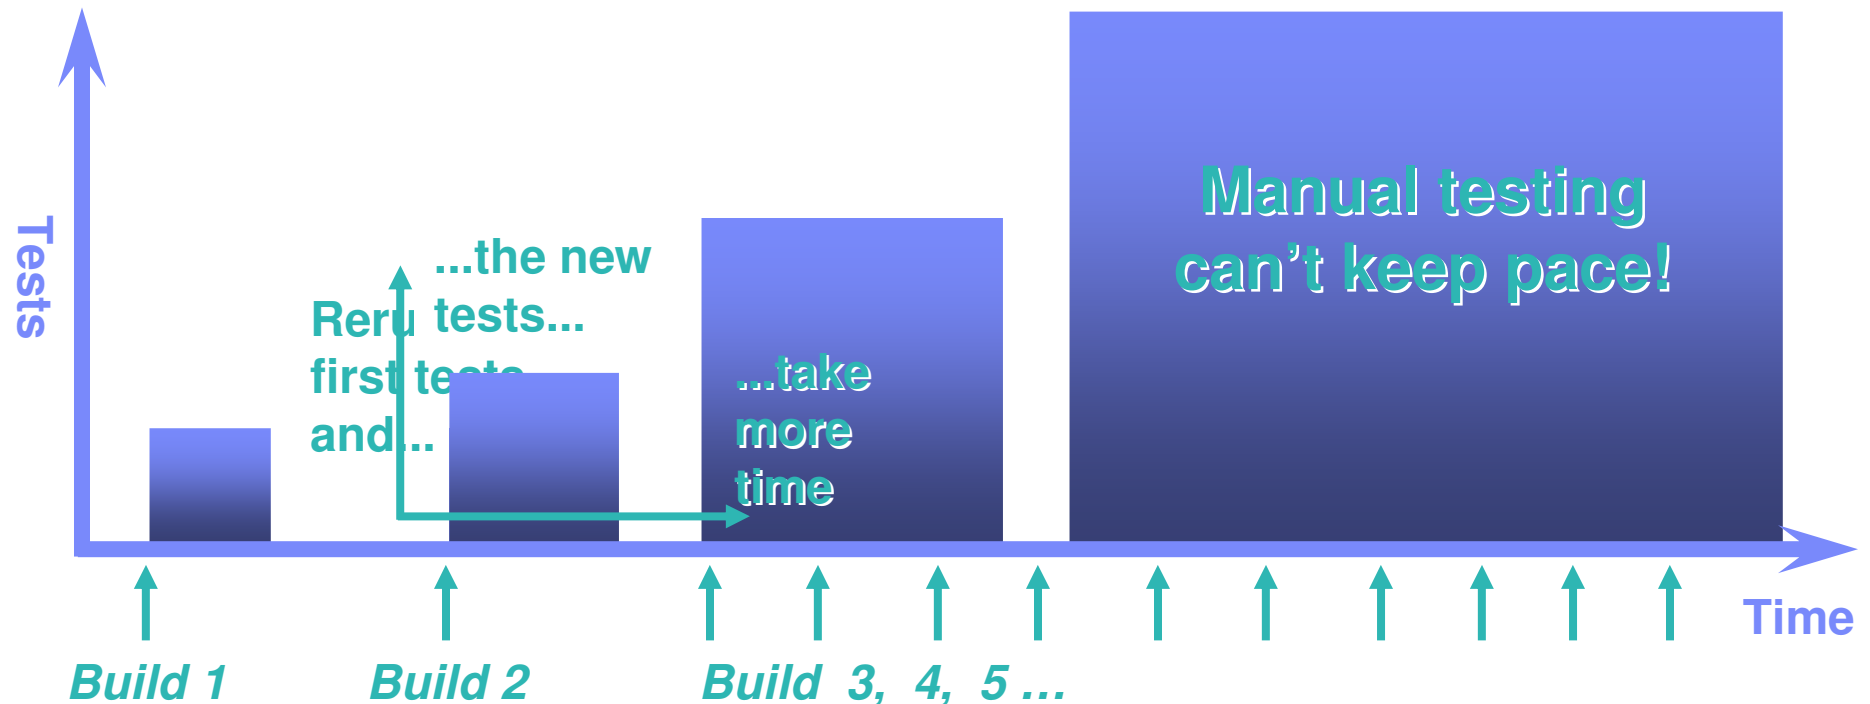 Tests
...the new
tests...
Reru
first tests
and...
...take
more
time
Manual testing
can’t keep pace!
Time
Build 1
Build 2
Build 3, 4, 5 ...